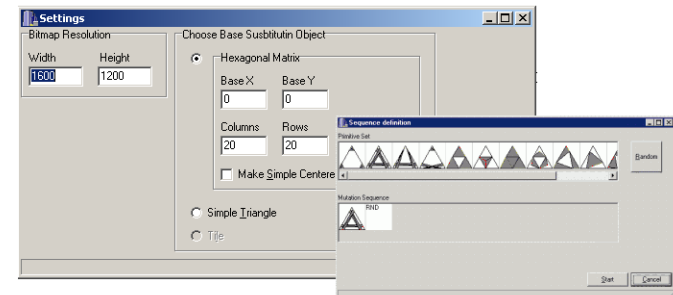 Settings
Bitmap Resolution
Width Height
1600 1200
Choose Base Susbtitutin Object
Hexagonal Matrix
Base X Base Y
0 0
Columns Rows
20 20
Make Simple Centere
Simple Triangle
Tile
Sequence definition
Primitive Set
Random
Mutation Sequence
RND
Start Cancel